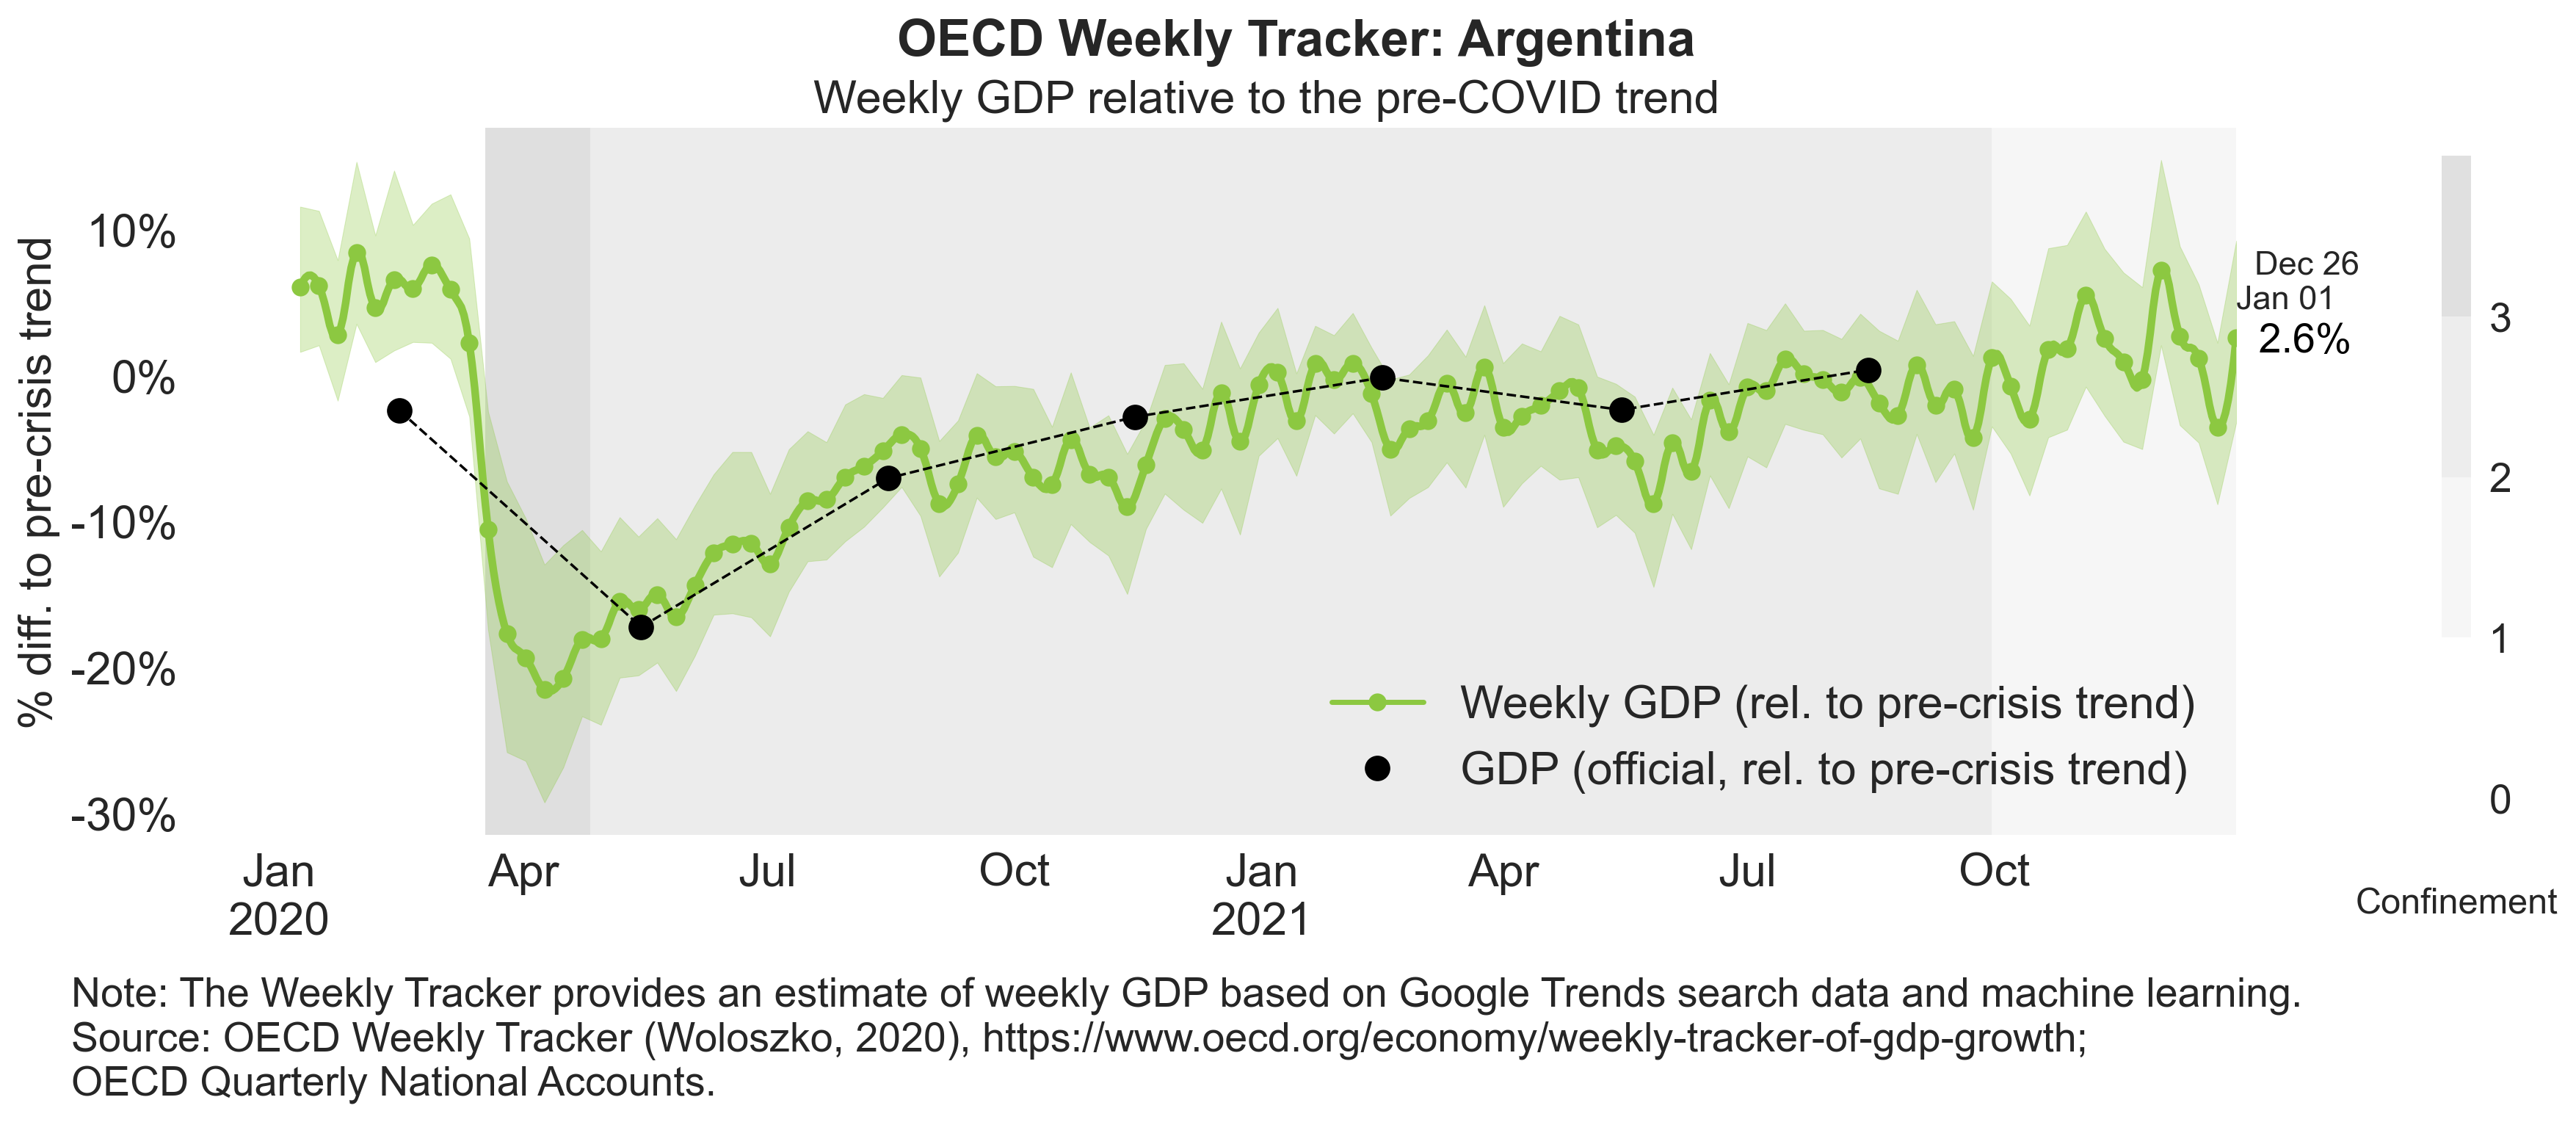 OECD Weekly Tracker: Argentina
Weekly GDP relative to the pre-COVID trend
% diff. to pre-crisis trend
10%
0%
-10%
-20%
-30%
Dec 26
Jan 01
2.6%
3
2
1
0
Confinement
Weekly GDP (rel. to pre-crisis trend)
GDP (official, rel. to pre-crisis trend)
Jan Apr Jul Oct Jan Apr Jul Oct
2020 2021
Note: The Weekly Tracker provides an estimate of weekly GDP based on Google Trends search data and machine learning.
Source: OECD Weekly Tracker (Woloszko, 2020), https://www.oecd.org/economy/weekly-tracker-of-gdp-growth;
OECD Quarterly National Accounts.